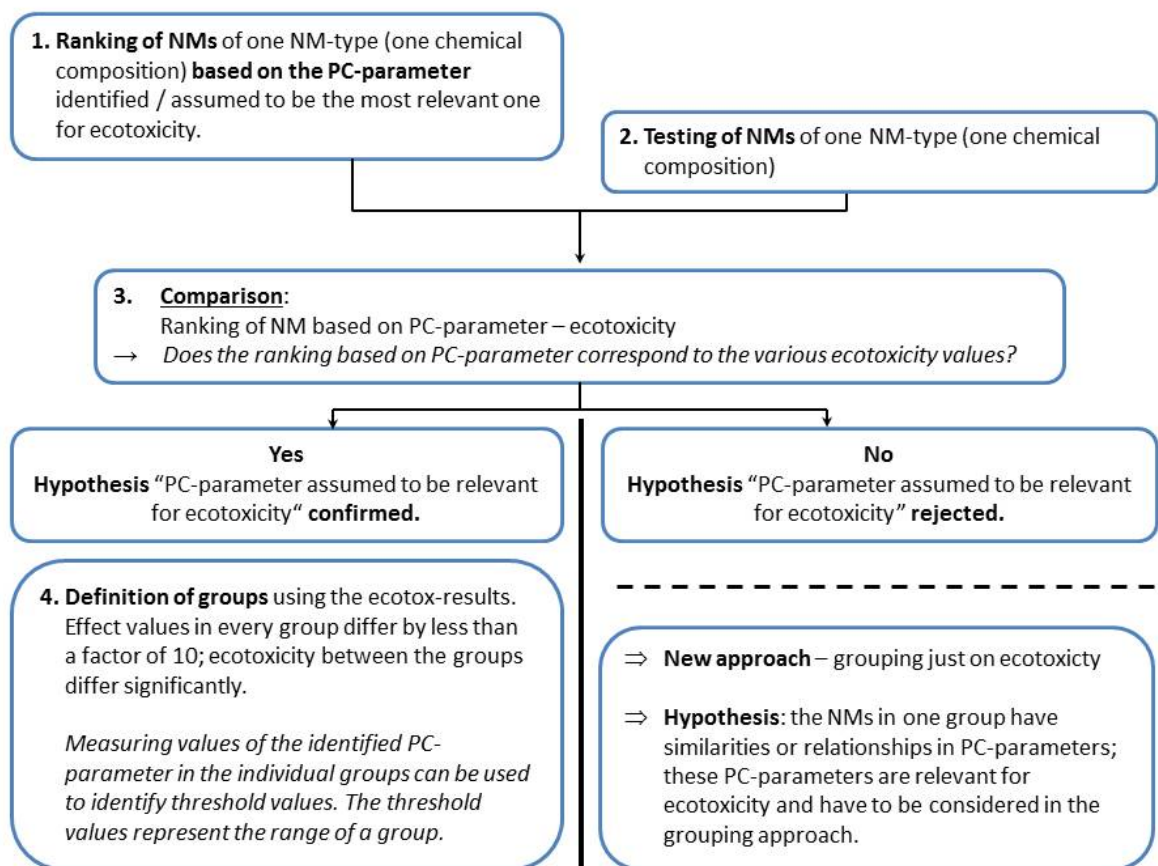 1. Ranking of NMs of one NM-type (one chemical
composition) based on the PC-parameter
identified / assumed to be the most relevant one
for ecotoxicity.
2. Testing of NMs of one NM-type (one chemical
composition)
3. Comparison:
Ranking of NM based on PC-parameter – ecotoxicity
→ Does the ranking based on PC-parameter correspond to the various ecotoxicity values?
Yes
Hypothesis “PC-parameter assumed to be relevant
for ecotoxicity“ confirmed.
No
Hypothesis “PC-parameter assumed to be relevant
for ecotoxicity” rejected.
4. Definition of groups using the ecotox-results.
Effect values in every group differ by less than
a factor of 10; ecotoxicity between the groups
differ significantly.
Measuring values of the identified PC-
parameter in the individual groups can be used
to identify threshold values. The threshold
values represent the range of a group.
⇒ New approach – grouping just on ecotoxicty
⇒ Hypothesis: the NMs in one group have
similarities or relationships in PC-parameters;
these PC-parameters are relevant for
ecotoxicity and have to be considered in the
grouping approach.